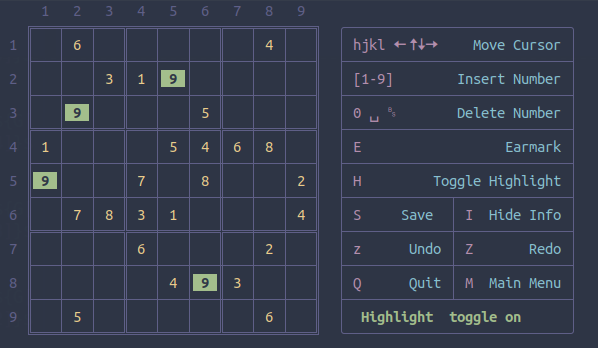 1 2 3 4 5 6 7 8 9
1 6 4 hjkl ←↑↓→ Move Cursor
2 3 1 9 [1-9] Insert Number
3 9 5 0 ␣ ␈ Delete Number
4 1 5 4 6 8 E Earmark
5 9 7 8 2 H Toggle Highlight
6 7 8 3 1 4 S Save I Hide Info
7 6 2 z Undo Z Redo
8 4 9 3 Q Quit M Main Menu
9 5 6 Highlight toggle on